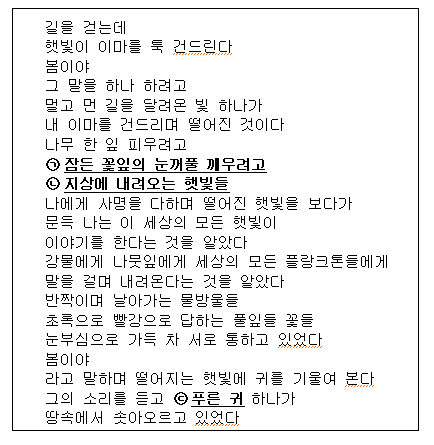 길을 걷는데
햇빛이 이마를 툭 건드린다
봄이야
그 말을 하나 하려고
멀고 먼 길을 달려온 빛 하나가
내 이마를 건드리며 떨어진 것이다
나무 한 잎 피우려고
㉠ 잠든 꽃잎의 눈꺼풀 깨우려고
㉡ 지상에 내려오는 햇빛들
나에게 사명을 다하며 떨어진 햇빛을 보다가
문득 나는 이 세상의 모든 햇빛이
이야기를 한다는 것을 알았다
강물에게 나뭇잎에게 세상의 모든 플랑크톤들에게
말을 걸며 내려온다는 것을 알았다
반짝이며 날아가는 물방울들
초록으로 빨강으로 답하는 풀잎들 꽃들
눈부심으로 가득 차 서로 통하고 있었다
봄이야
라고 말하며 떨어지는 햇빛에 귀를 기울여 본다
그의 소리를 듣고 ㉢ 푸른 귀 하나가
땅속에서 솟아오르고 있었다